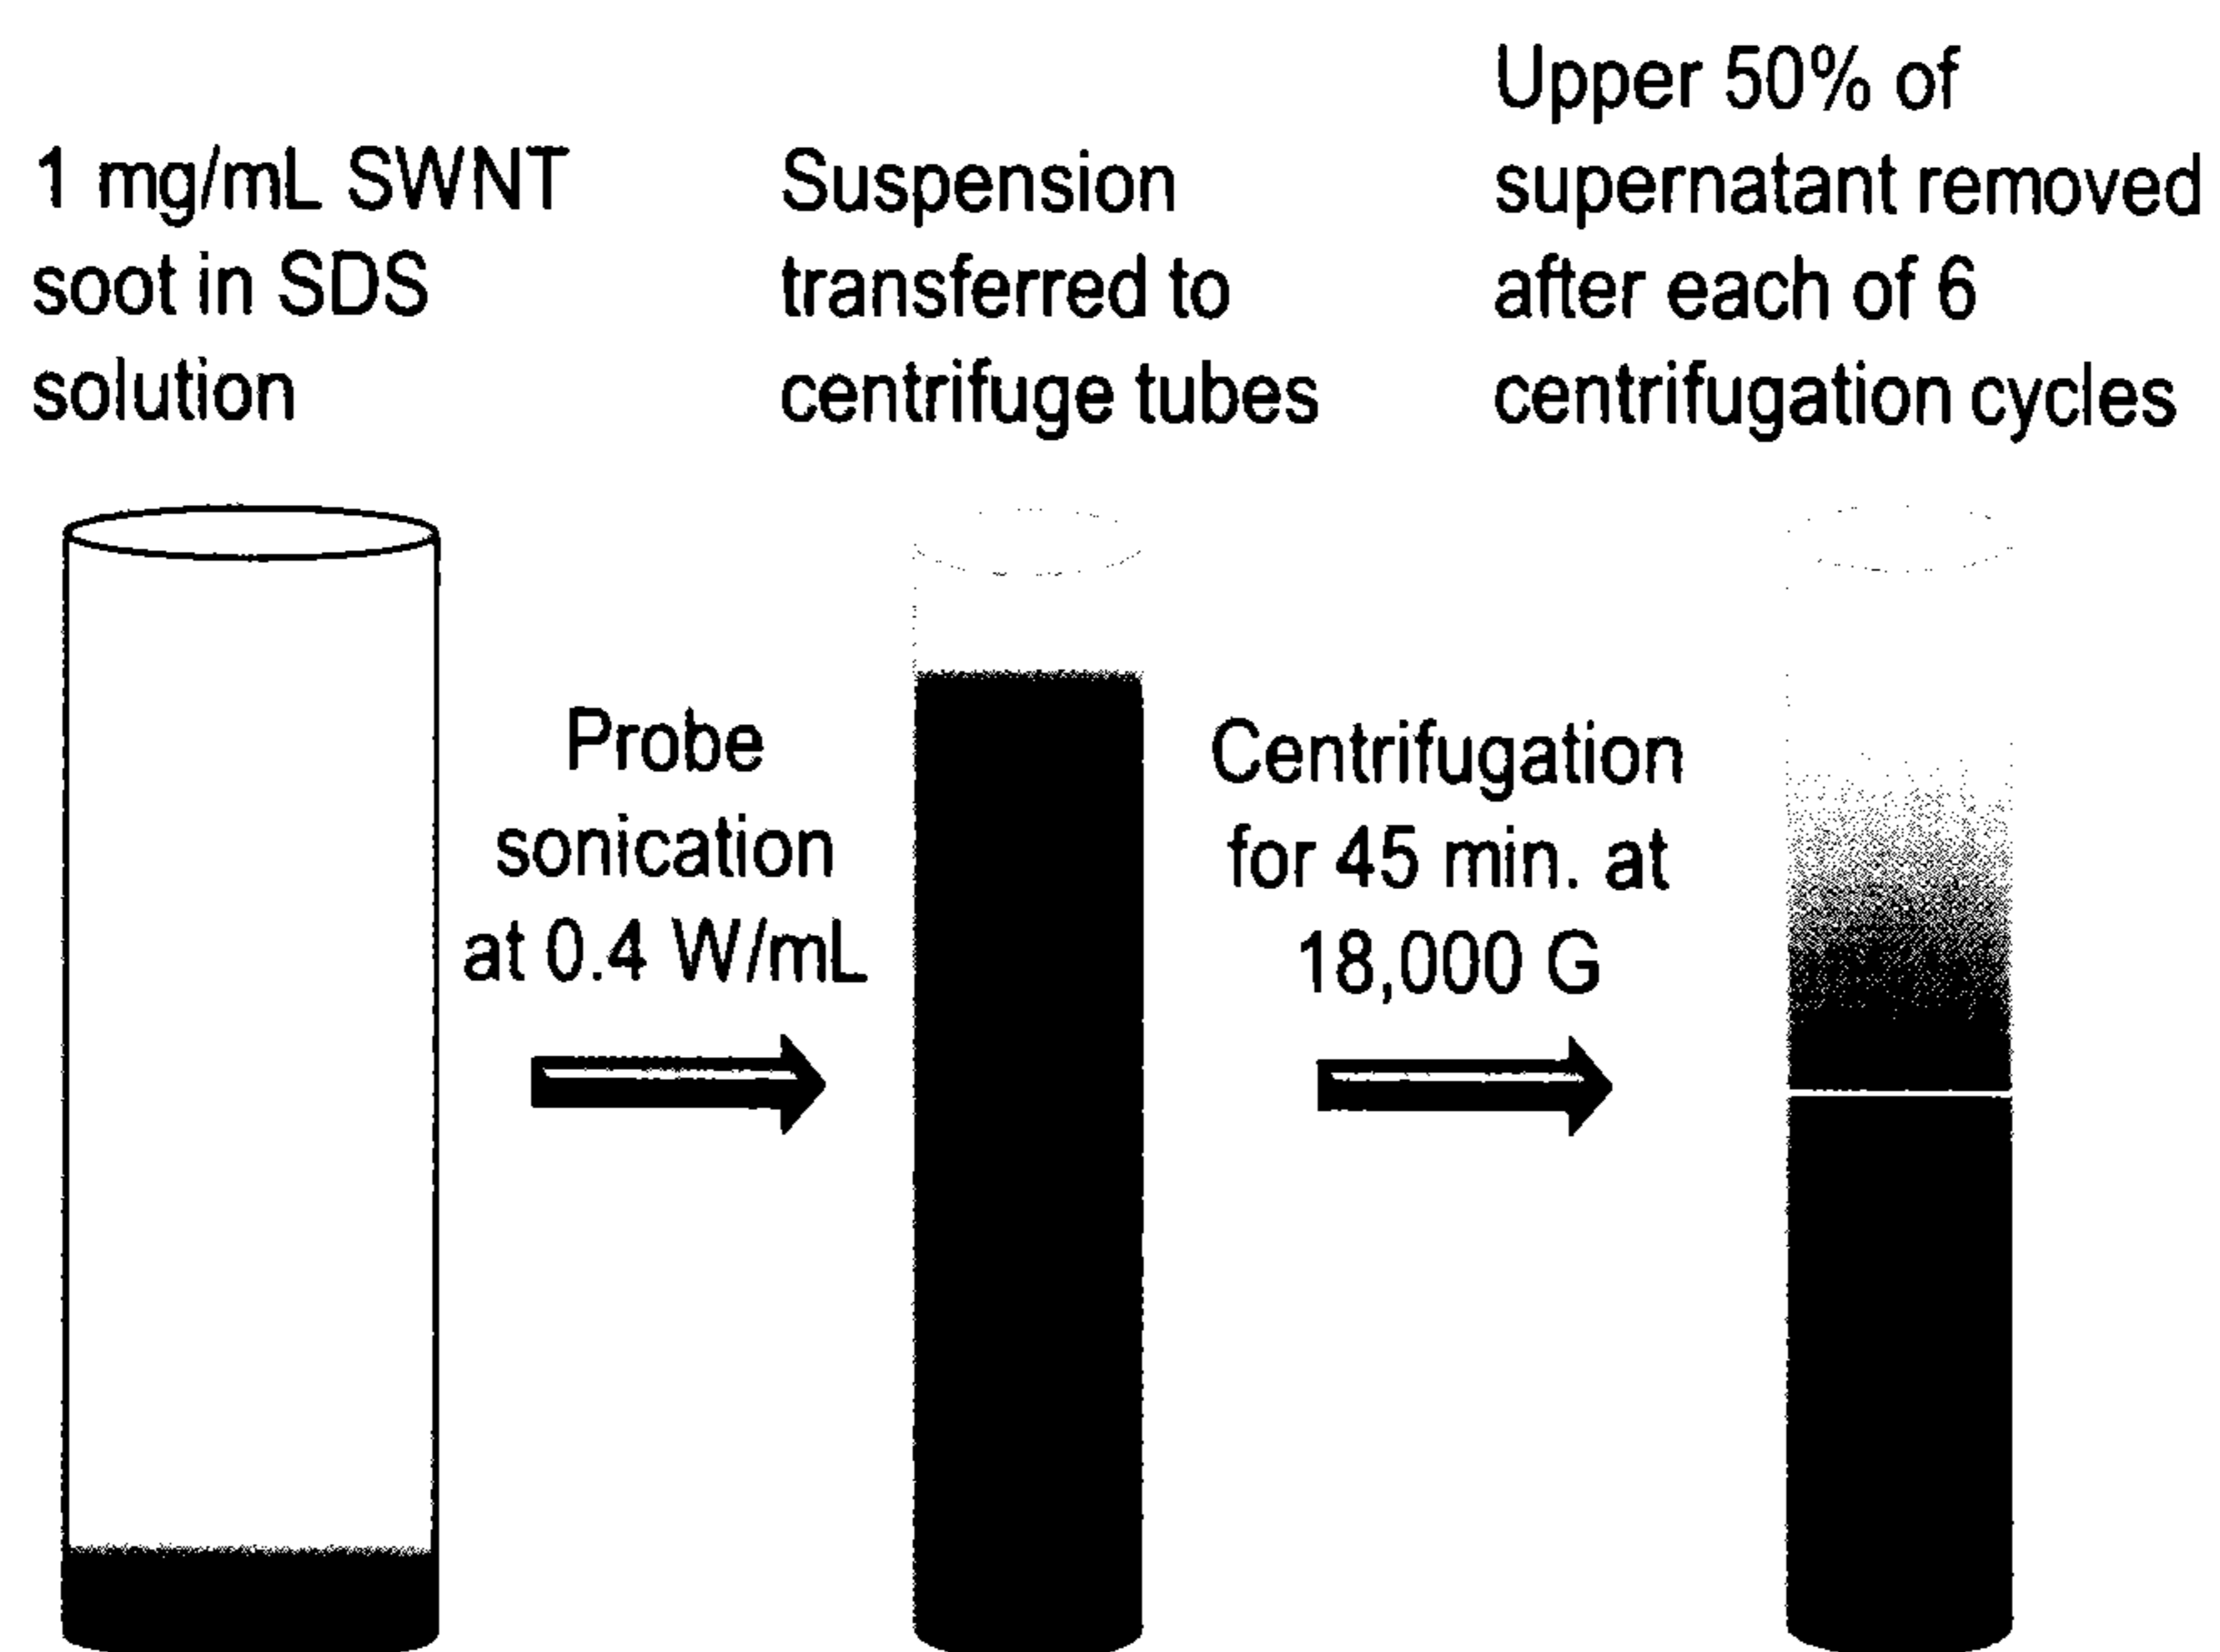 1 mg/mL SWNT
soot in SDS
solution
Suspension
transferred to
centrifuge tubes
Upper 50% of
supernatant removed
after each of 6
centrifugation cycles
Probe
sonication
at 0.4 W/mL
Centrifugation
for 45 min. at
18,000 G